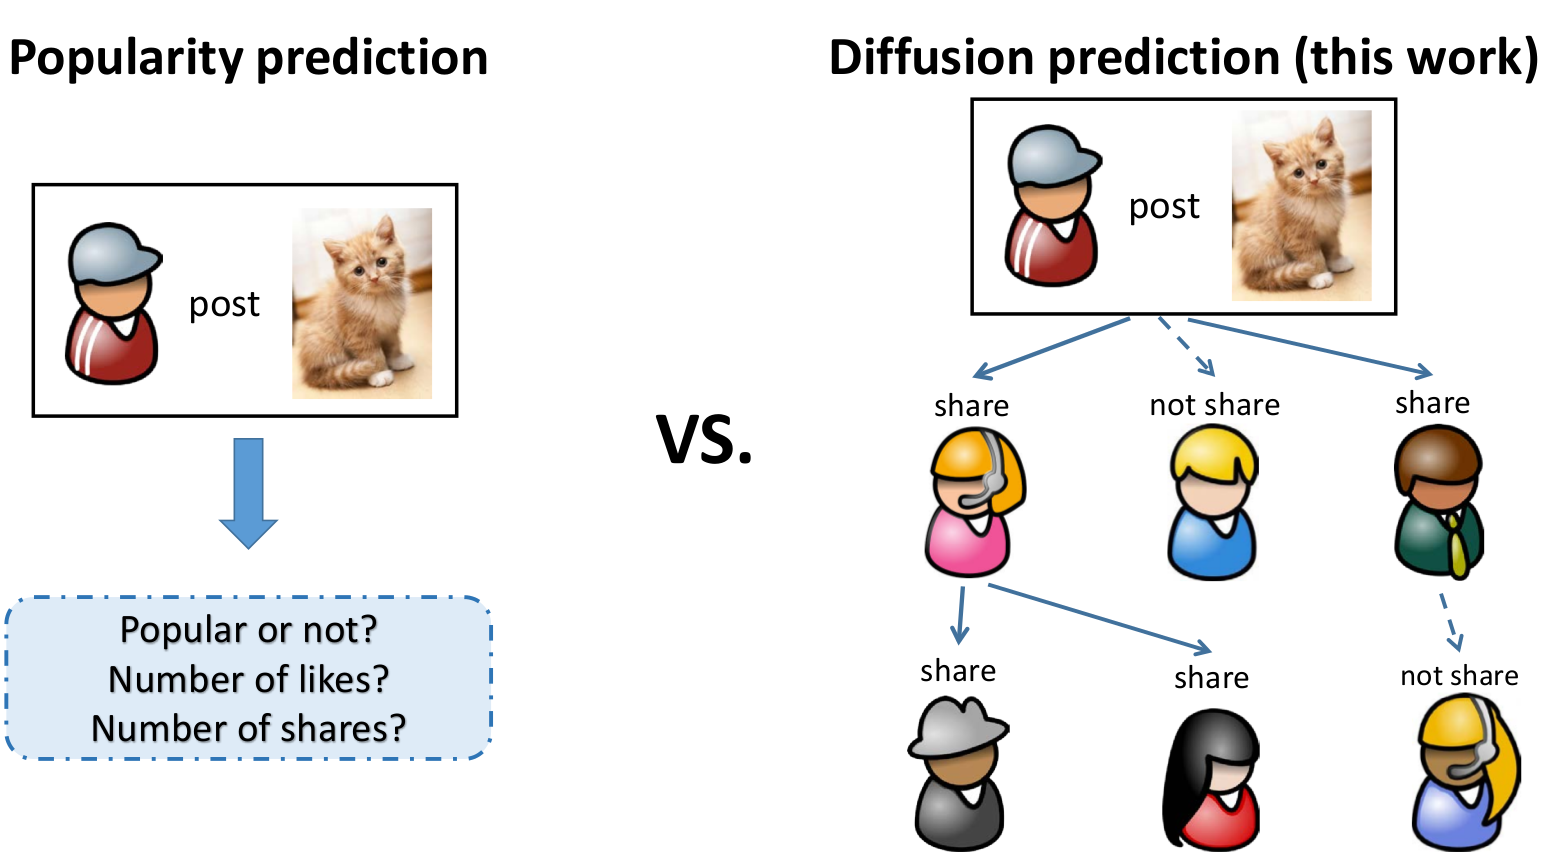 Popularity prediction
post
Popular or not?
Number of likes?
Number of shares?
VS.
Diffusion prediction (this work)
post
share
not share
share
share
share
not share